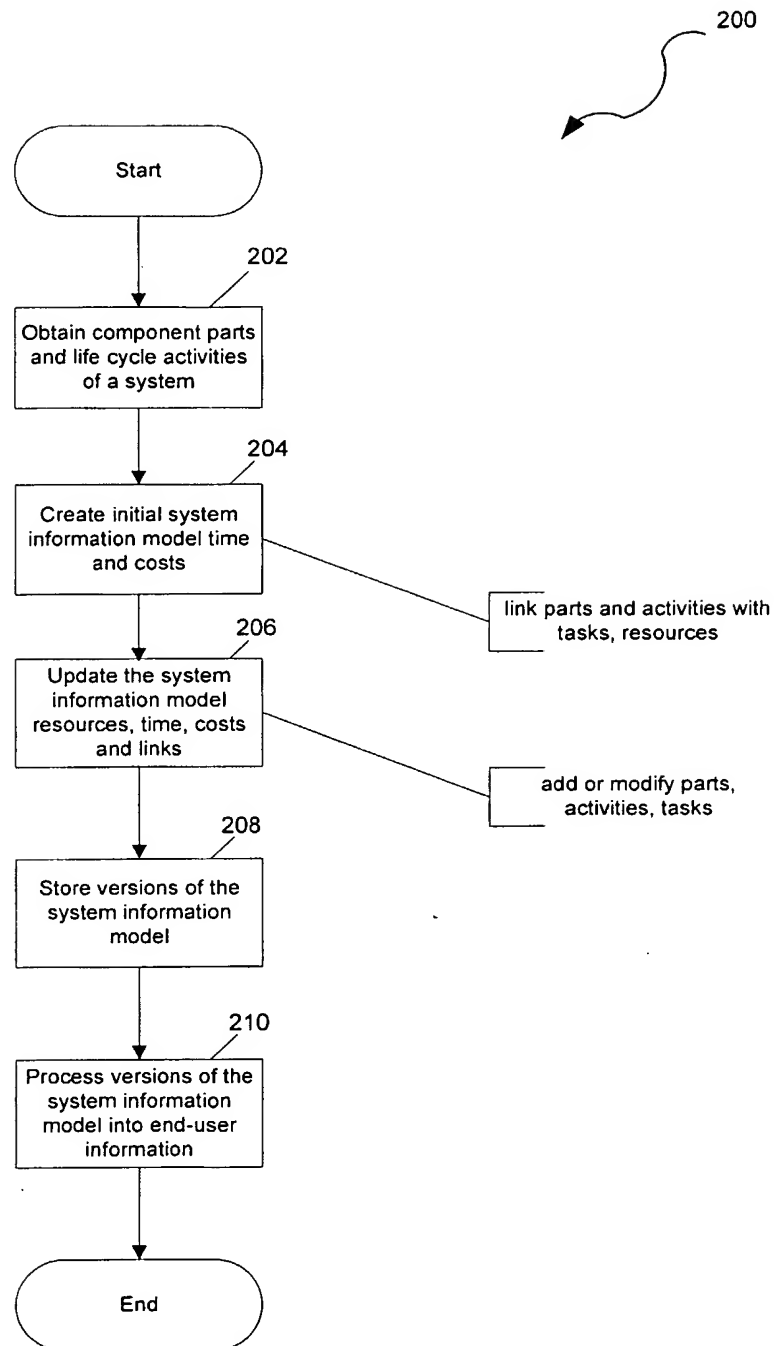 200
Start
202
Obtain component parts
and life cycle activities
of a system
204
Create initial system
information model time
and costs
link parts and activities with
tasks, resources
206
Update the system
information model
resources, time, costs
and links
add or modify parts,
activities, tasks
208
Store versions of the
system information
model
210
Process versions of the
system information
model into end-user
information
End